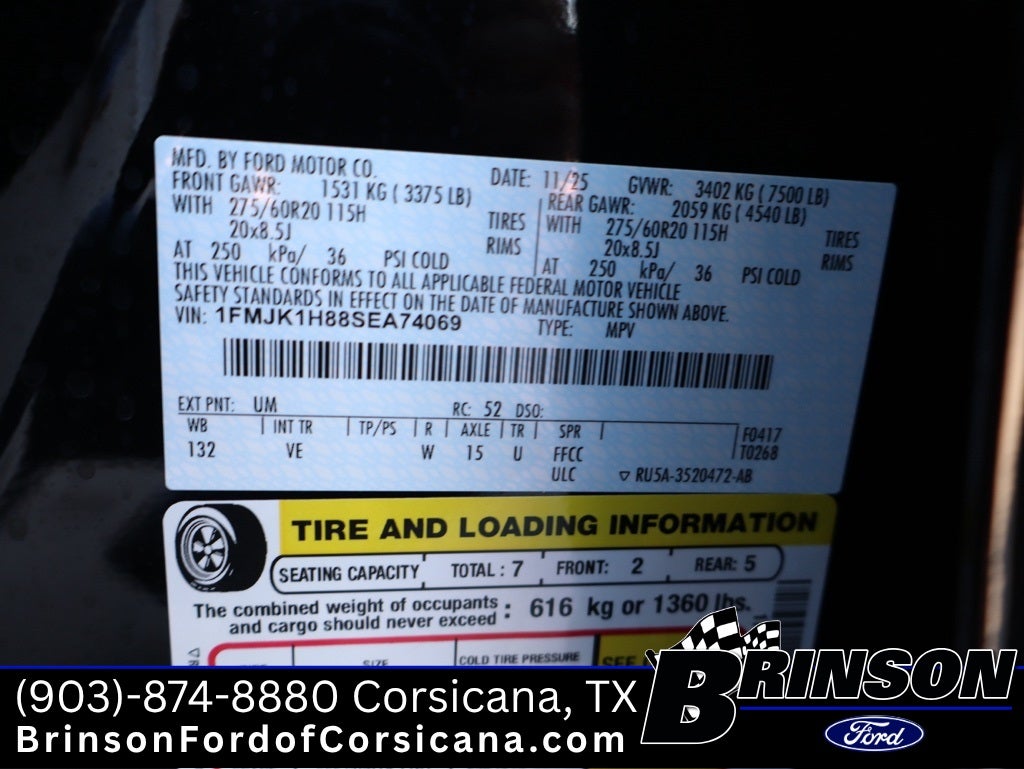 MFD. BY FORD MOTOR CO.
DATE: 11/25 GVWR: 3402 KG ( 7500 LB)
FRONT GAWR: 1531 KG ( 3375 LB)
WITH 275/60R20 115H TIRES
20x8.5J RIMS
AT 250 kPa/ 36 PSI COLD
REAR GAWR: 2059 KG ( 4540 LB)
WITH 275/60R20 115H TIRES
20x8.5J RIMS
AT 250 kPa/ 36 PSI COLD
THIS VEHICLE CONFORMS TO ALL APPLICABLE FEDERAL MOTOR VEHICLE
SAFETY STANDARDS IN EFFECT ON THE DATE OF MANUFACTURE SHOWN ABOVE.
VIN: 1FMJK1H88SEA74069 TYPE: MPV
EXT PNT: UM RC: 52 DSO:
WB INT TR TP/PS R AXLE TR SPR F0417
132 VE W 15 U FFCC T0268
ULC RU5A-3520472-AB
TIRE AND LOADING INFORMATION
SEATING CAPACITY TOTAL : 7 FRONT: 2 REAR: 5
The combined weight of occupants
and cargo should never exceed : 616 kg or 1360 lbs.
SIZE COLD TIRE PRESSURE SEE
(903)-874-8880 Corsicana, TX
BrinsonFordofCorsicana.com
BRINSON
Ford